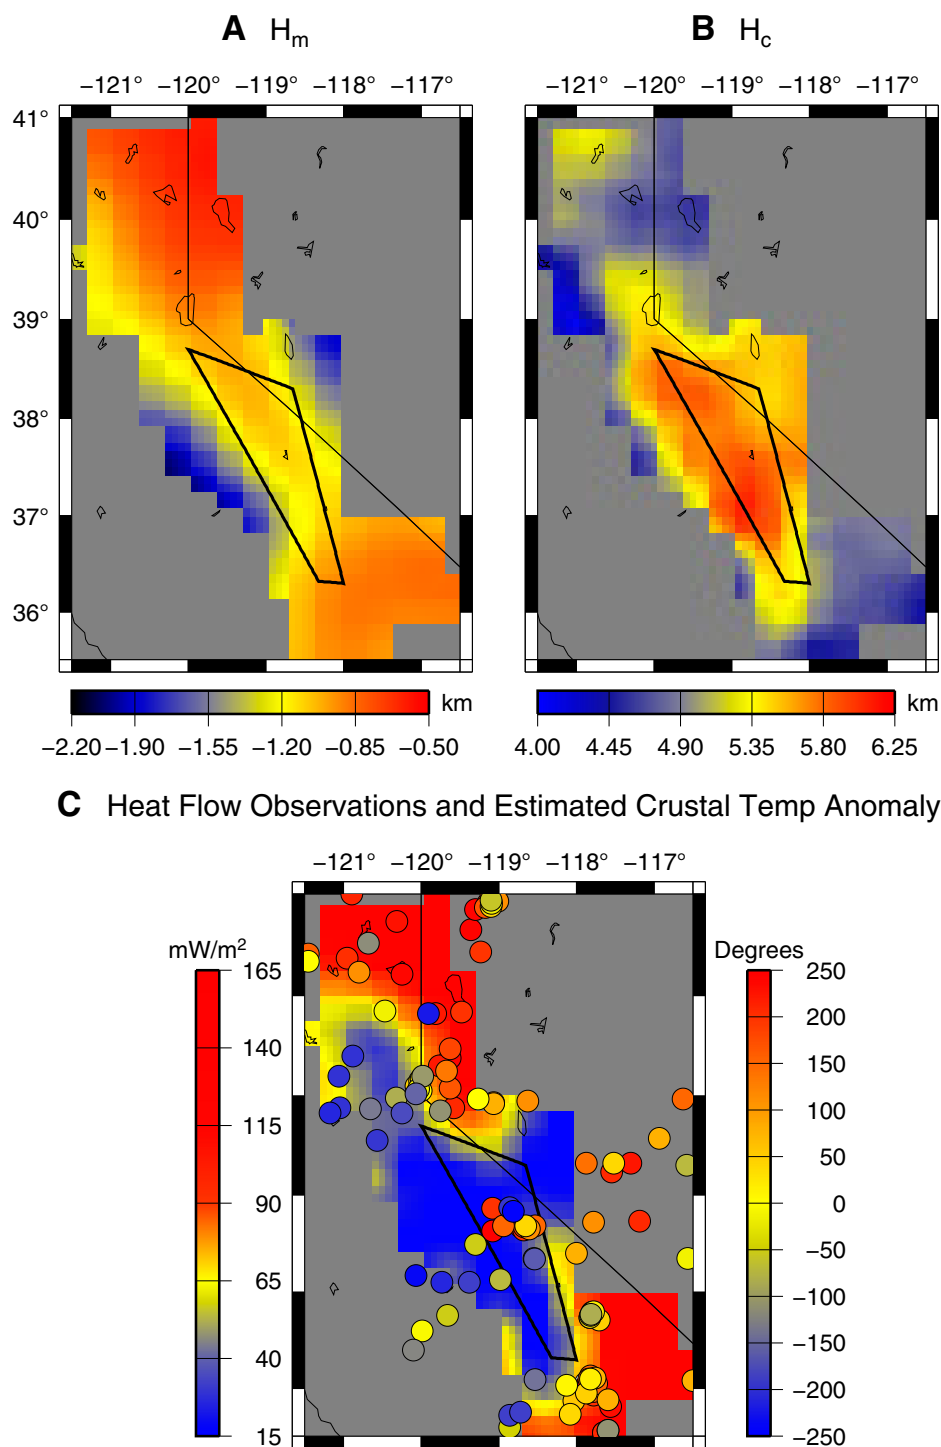 A Hm
B Hc
−121° −120° −119° −118° −117°
−121° −120° −119° −118° −117°
41°
40°
39°
38°
37°
36°
km
−2.20 −1.90 −1.55 −1.20 −0.85 −0.50
km
4.00 4.45 4.90 5.35 5.80 6.25
C Heat Flow Observations and Estimated Crustal Temp Anomaly
−121° −120° −119° −118° −117°
mW/m2
165
140
115
90
65
40
15
Degrees
250
200
150
100
50
0
−50
−100
−150
−200
−250